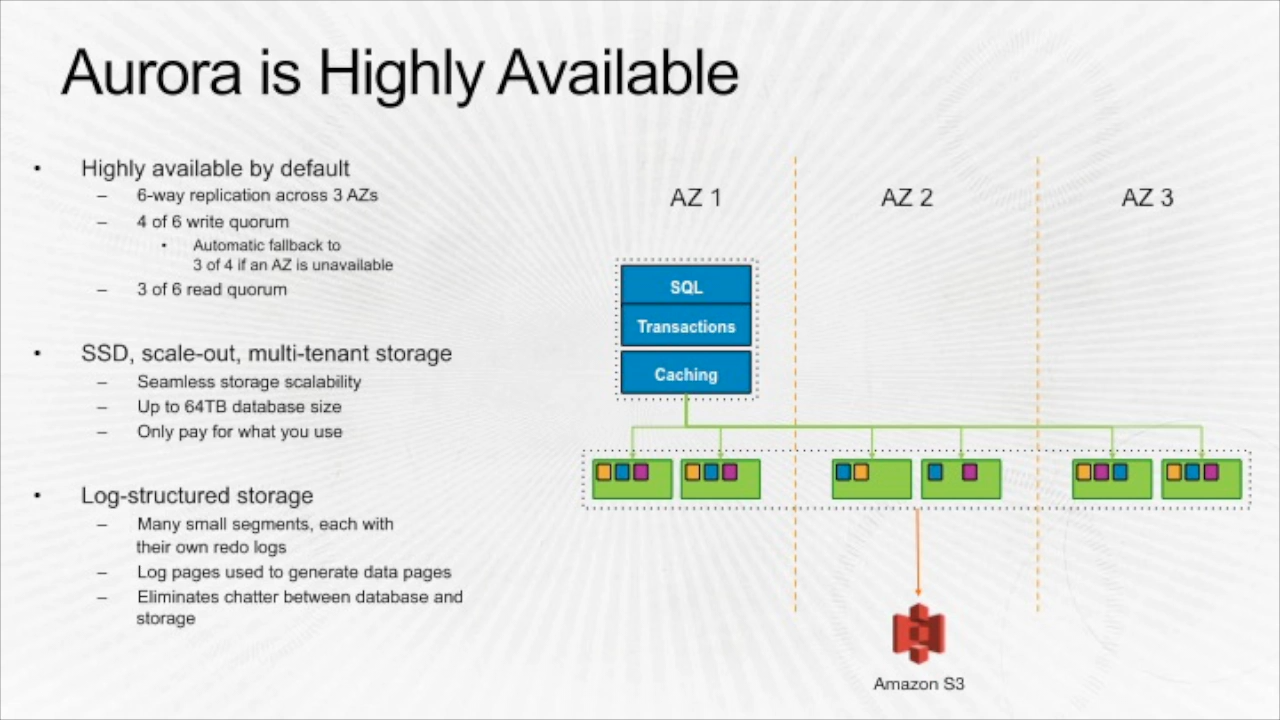 Aurora is Highly Available
• Highly available by default
– 6-way replication across 3 AZs
– 4 of 6 write quorum
• Automatic fallback to
3 of 4 if an AZ is unavailable
– 3 of 6 read quorum
• SSD, scale-out, multi-tenant storage
– Seamless storage scalability
– Up to 64TB database size
– Only pay for what you use
• Log-structured storage
– Many small segments, each with
their own redo logs
– Log pages used to generate data pages
– Eliminates chatter between database and
storage
AZ 1
AZ 2
AZ 3
SQL
Transactions
Caching
Amazon S3